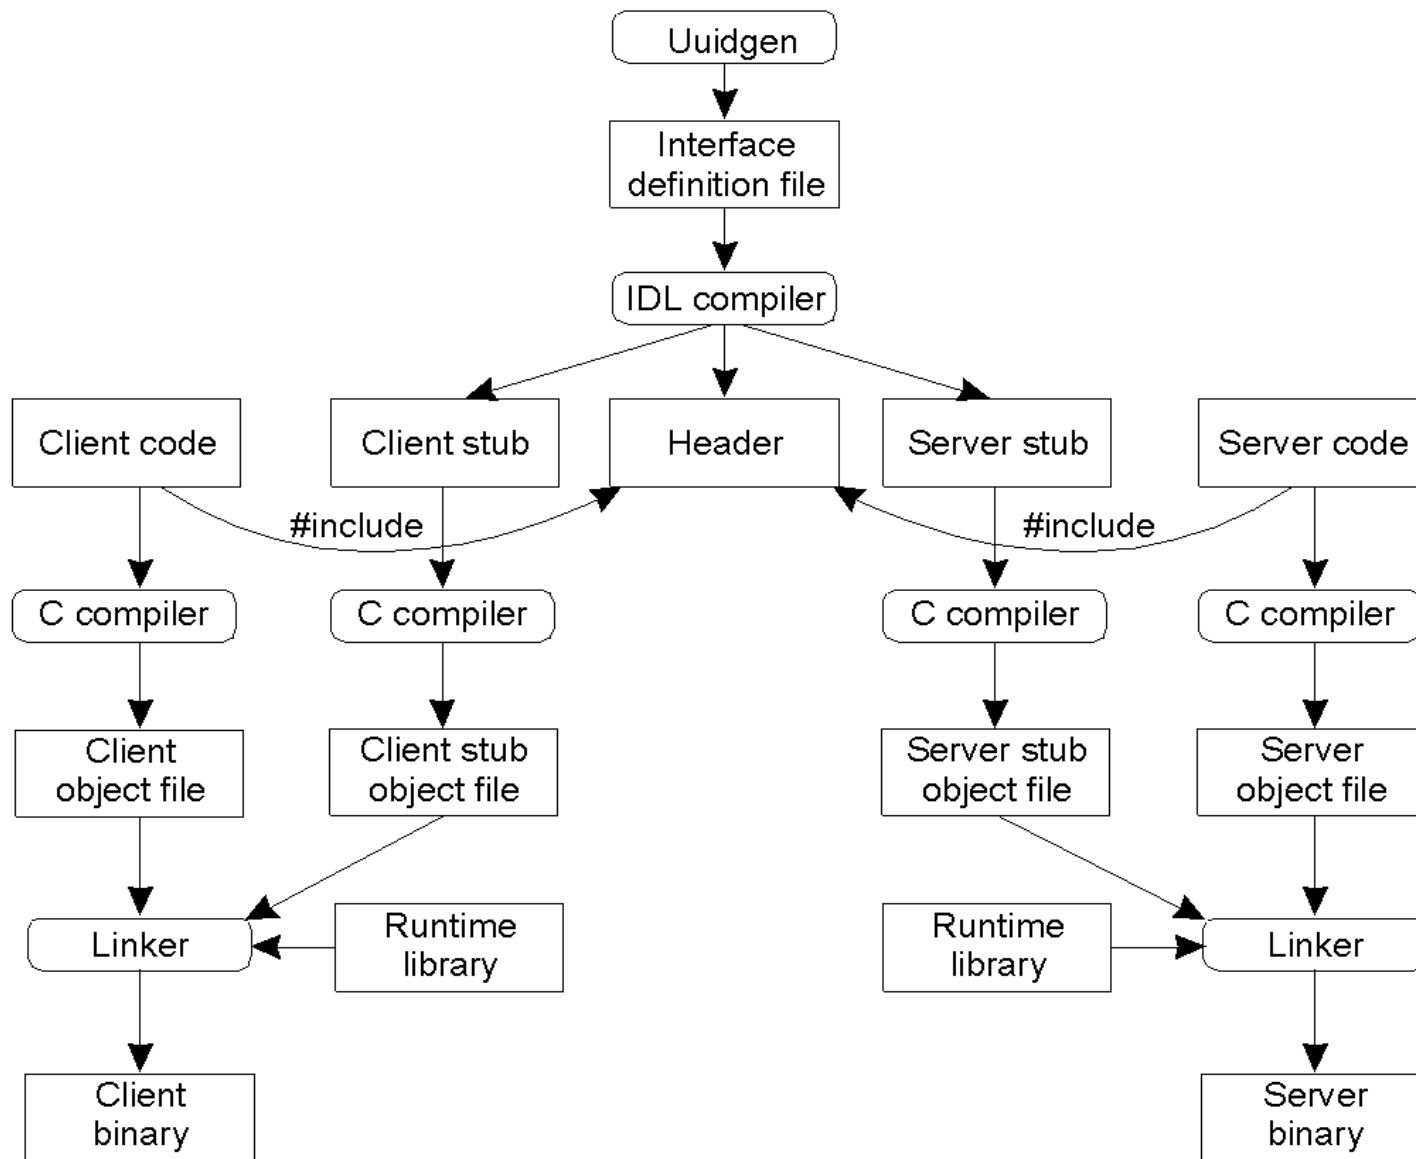 Uuidgen
Interface
definition file
IDL compiler
Client code
Client stub
Header
Server stub
Server code
#include
#include
C compiler
C compiler
C compiler
C compiler
Client
object file
Client stub
object file
Server stub
object file
Server
object file
Linker
Runtime
library
Runtime
library
Linker
Client
binary
Server
binary